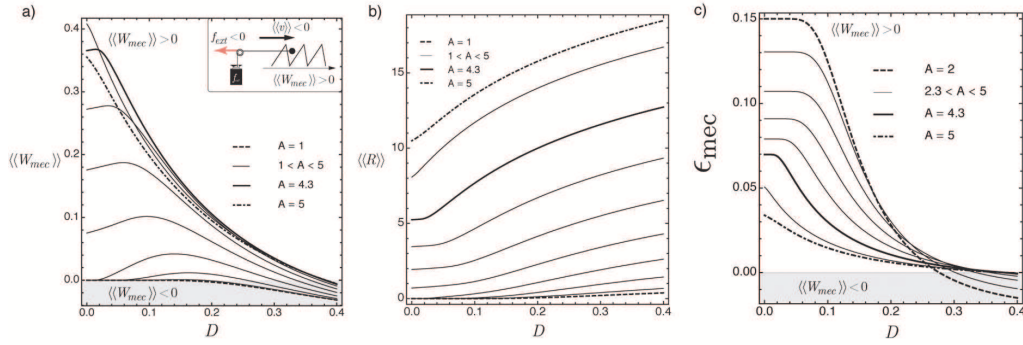 a)
⟨⟨W_mec⟩⟩
0.4
0.3
0.2
0.1
0.0
0.0
0.1
0.2
0.3
0.4
D
⟨⟨W_mec⟩⟩>0
f_ext<0
⟨⟨v⟩⟩<0
⟨⟨W_mec⟩⟩>0
A = 1
1 < A < 5
A = 4.3
A = 5
⟨⟨W_mec⟩⟩<0
b)
⟨⟨R⟩⟩
15
10
5
0
0.0
0.1
0.2
0.3
0.4
D
A = 1
1 < A < 5
A = 4.3
A = 5
c)
ϵ_mec
0.15
0.10
0.05
0.00
0.0
0.1
0.2
0.3
0.4
D
⟨⟨W_mec⟩⟩>0
A = 2
2.3 < A < 5
A = 4.3
A = 5
⟨⟨W_mec⟩⟩<0